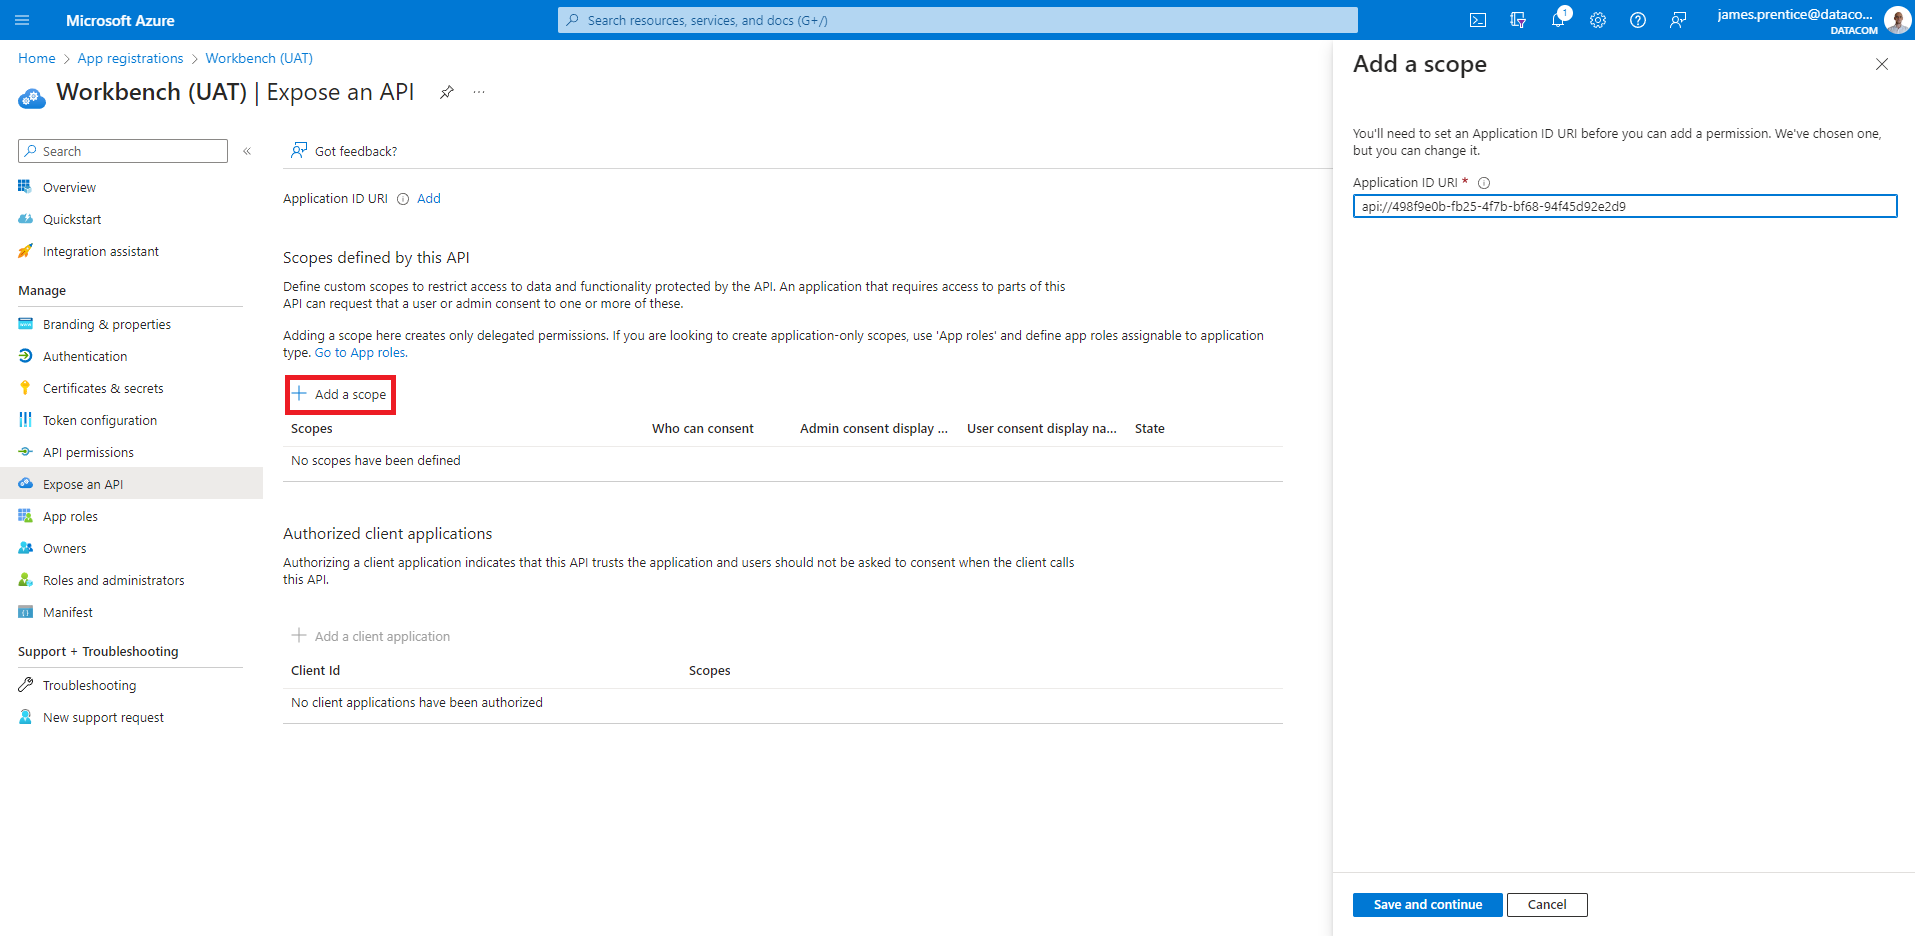 Microsoft Azure
Search resources, services, and docs (G+/)
1
james.prentice@dataco...
DATACOM
Home > App registrations > Workbench (UAT)
Workbench (UAT) | Expose an API
...
Search
«
Overview
Quickstart
Integration assistant
Manage
Branding & properties
Authentication
Certificates & secrets
Token configuration
API permissions
Expose an API
App roles
Owners
Roles and administrators
Manifest
Support + Troubleshooting
Troubleshooting
New support request
Got feedback?
Application ID URI Add
Scopes defined by this API
Define custom scopes to restrict access to data and functionality protected by the API. An application that requires access to parts of this
API can request that a user or admin consent to one or more of these.
Adding a scope here creates only delegated permissions. If you are looking to create application-only scopes, use 'App roles' and define app roles assignable to application
type. Go to App roles.
Add a scope
Scopes Who can consent Admin consent display ... User consent display na... State
No scopes have been defined
Authorized client applications
Authorizing a client application indicates that this API trusts the application and users should not be asked to consent when the client calls
this API.
Add a client application
Client Id Scopes
No client applications have been authorized
Add a scope
You'll need to set an Application ID URI before you can add a permission. We've chosen one,
but you can change it.
Application ID URI *
api://498f9e0b-fb25-4f7b-bf68-94f45d92e2d9
Save and continue Cancel